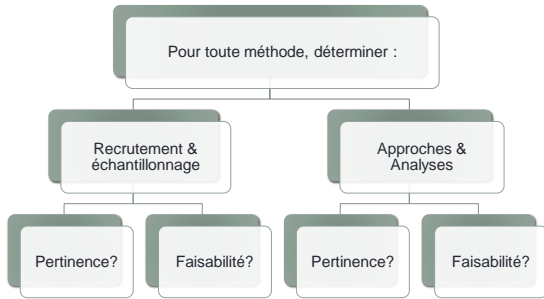 Pour toute méthode, déterminer :
Recrutement &
échantillonnage
Approches &
Analyses
Pertinence?
Faisabilité?
Pertinence?
Faisabilité?